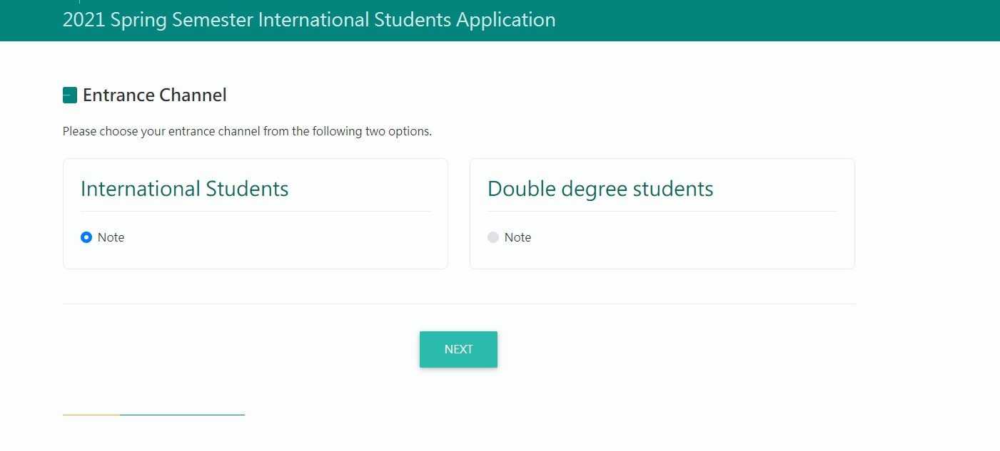 2021 Spring Semester International Students Application
Entrance Channel
Please choose your entrance channel from the following two options.
International Students
Note
Double degree students
Note
NEXT